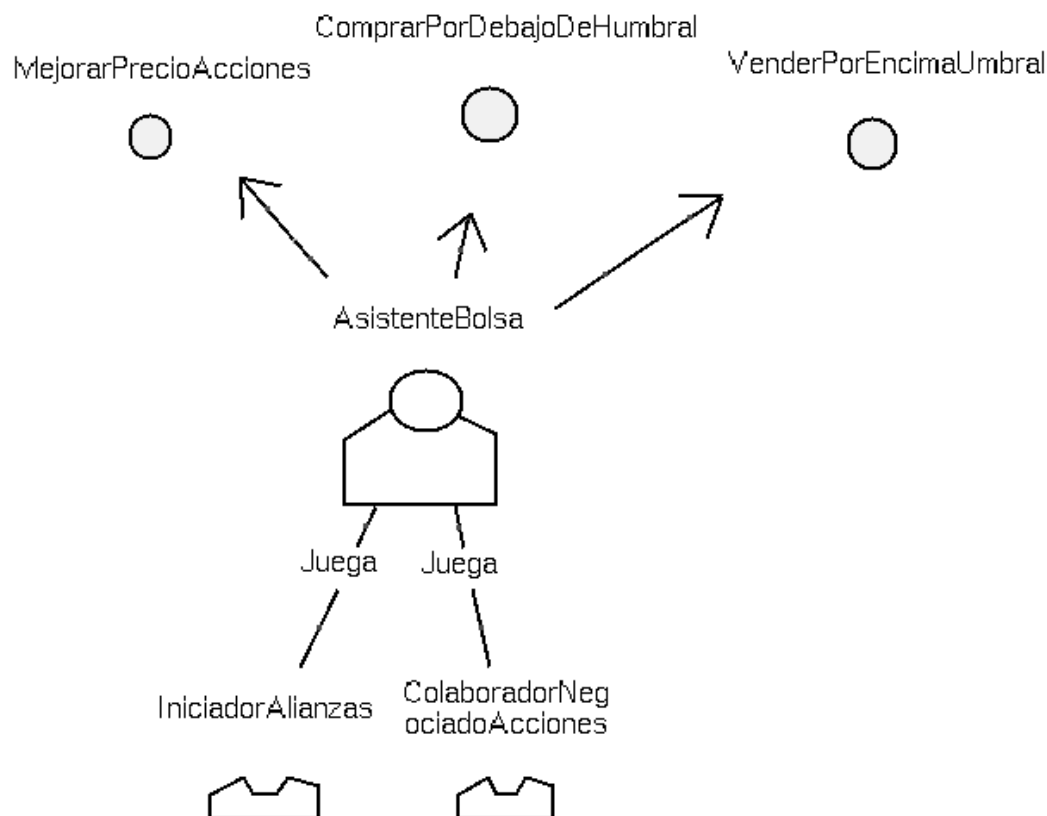 ComprarPorDebajoDeHumbral
MejorarPrecioAcciones
VenderPorEncimaUmbral
AsistenteBolsa
Juega
Juega
IniciadorAlianzas
ColaboradorNeg
ociadoAcciones